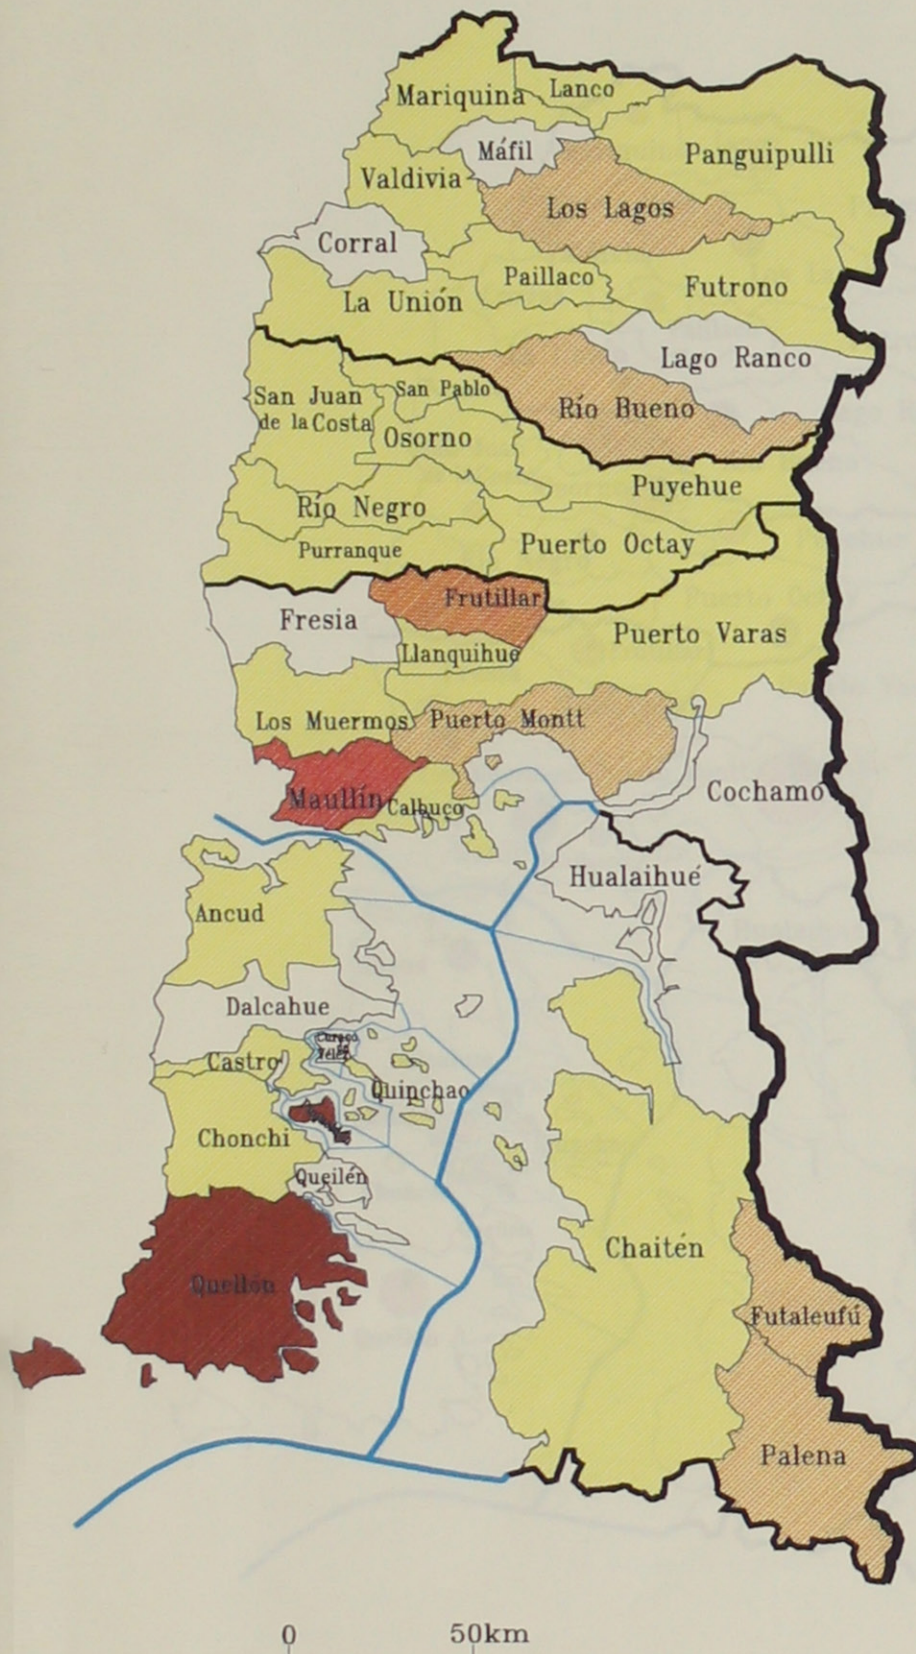 Mariquina
Lanco
Máfil
Panguipulli
Valdivia
Los Lagos
Corral
Paillaco
Futrono
La Unión
Lago Ranco
San Juan
de la Costa
San Pablo
Río Bueno
Osorno
Puyehue
Río Negro
Puerto Octay
Purranque
Frutillar
Fresia
Puerto Varas
Llanquihue
Los Muermos
Puerto Montt
Maullín
Calbuco
Cochamó
Hualaihué
Ancud
Dalcahue
Castro
Quinchao
Chonchi
Queilén
Chaitén
Quellón
Futaleufú
Palena
0 50km